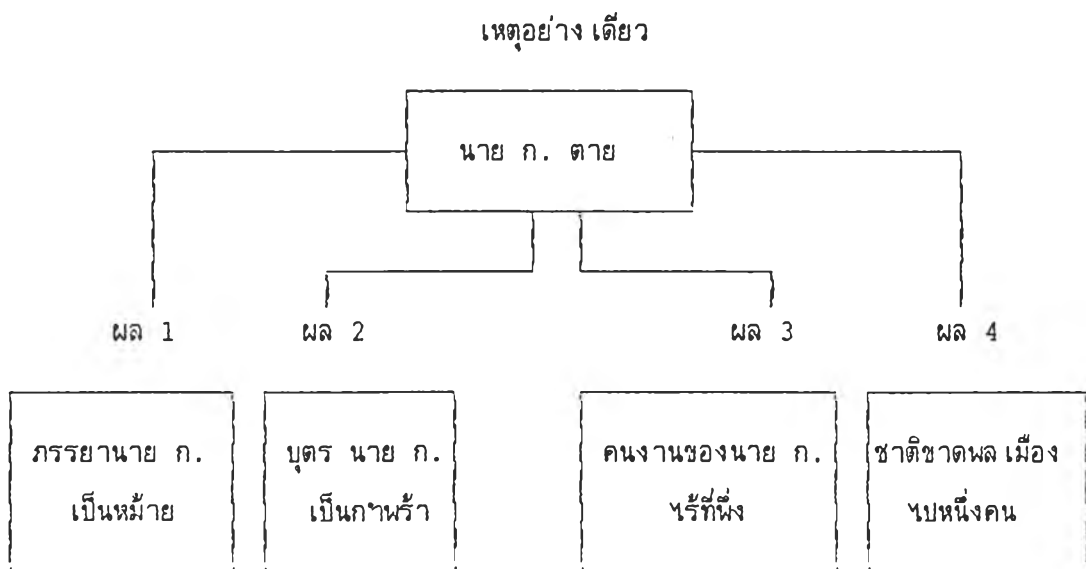 เหตุอย่างเดียว
นาย ก. ตาย
ผล 1
ผล 2
ผล 3
ผล 4
ภรรยานาย ก.
เป็นหม้าย
บุตร นาย ก.
เป็นกำพร้า
คนงานของนาย ก.
ไร้ที่พึ่ง
ชาติขาดพลเมือง
ไปหนึ่งคน